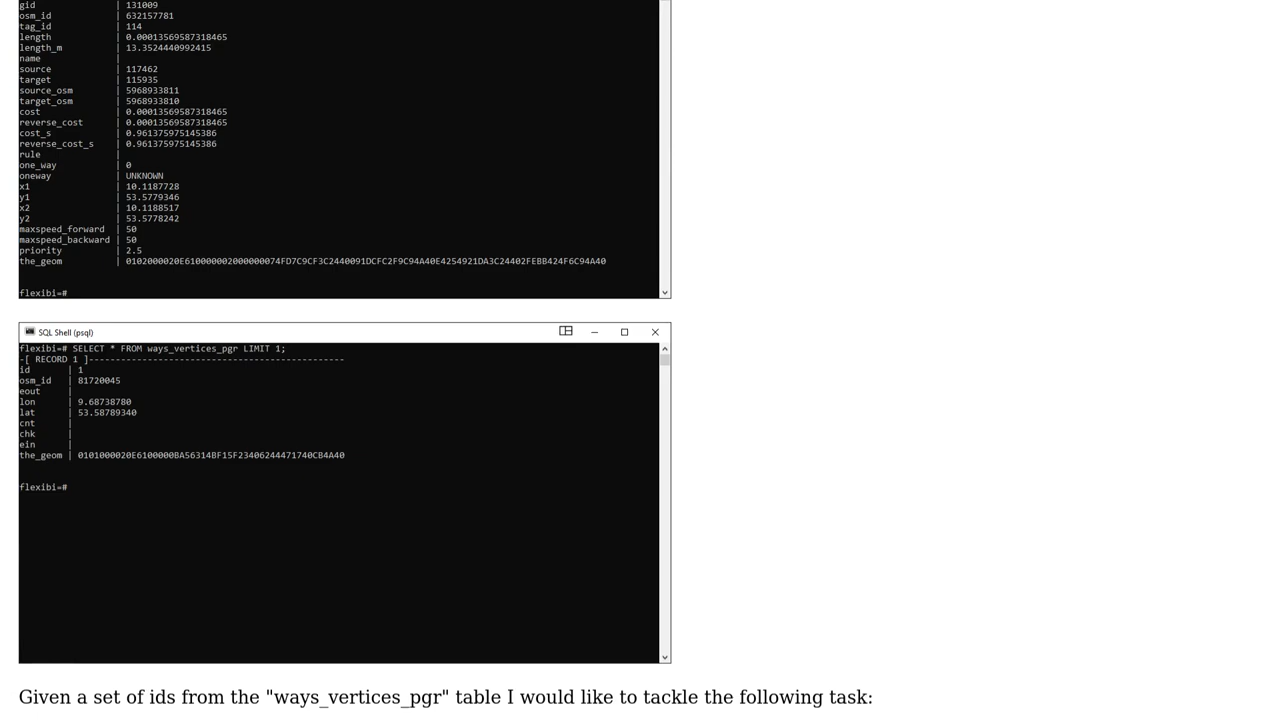 gid | 131009
osm_id | 632157781
tag_id | 114
length | 0.00013569587318465
length_m | 13.3524440992415
name |
source | 117462
target | 115935
source_osm | 5968933811
target_osm | 5968933810
cost | 0.00013569587318465
reverse_cost | 0.00013569587318465
cost_s | 0.961375975145386
reverse_cost_s | 0.961375975145386
rule |
one_way | 0
oneway | UNKNOWN
x1 | 10.1187728
y1 | 53.5779346
x2 | 10.1188517
y2 | 53.5778242
maxspeed_forward | 50
maxspeed_backward | 50
priority | 2.5
the_geom | 0102000020E610000002000000074FD7C9CF3C2440091DCFC2F9C94A40E4254921DA3C24402FEBB424F6C94A40
flexibi=#
SQL Shell (psql)
flexibi=# SELECT * FROM ways_vertices_pgr LIMIT 1;
-[ RECORD 1 ]------------------------------------------------
id | 1
osm_id | 81720045
eout |
lon | 9.68738780
lat | 53.58789340
cnt |
chk |
ein |
the_geom | 0101000020E6100000BA56314BF15F23406244471740CB4A40
flexibi=#
Given a set of ids from the "ways_vertices_pgr" table I would like to tackle the following task: